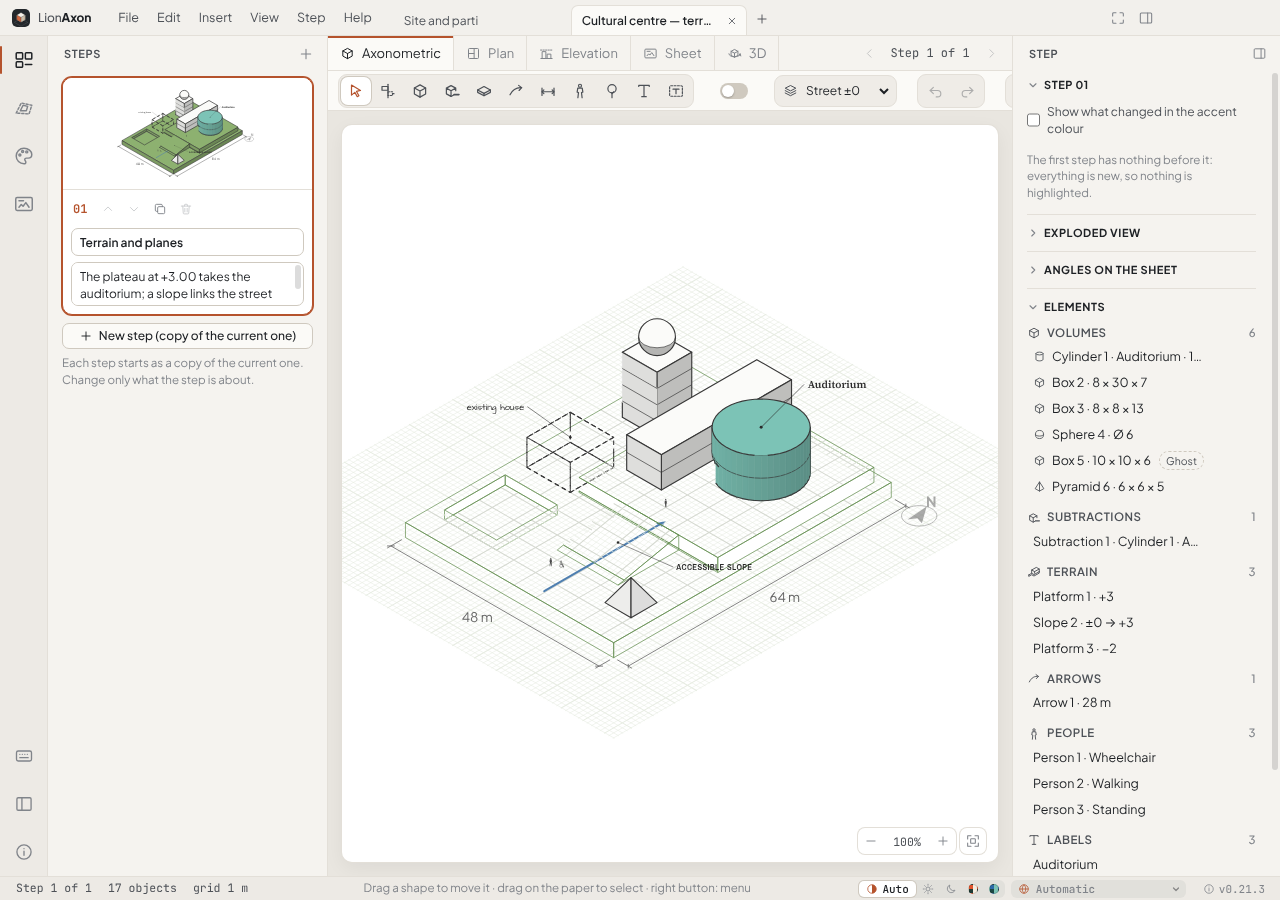 LionAxon
File
Edit
Insert
View
Step
Help
Site and parti
Cultural centre — terr…
STEPS
Axonometric
Plan
Elevation
Sheet
3D
Step 1 of 1
Street ±0
01
Terrain and planes
The plateau at +3.00 takes the
auditorium; a slope links the street
New step (copy of the current one)
Each step starts as a copy of the current one.
Change only what the step is about.
existing house
Auditorium
N
ACCESSIBLE SLOPE
48 m
64 m
100%
STEP
STEP 01
Show what changed in the accent
colour
The first step has nothing before it:
everything is new, so nothing is
highlighted.
EXPLODED VIEW
ANGLES ON THE SHEET
ELEMENTS
VOLUMES 6
Cylinder 1 · Auditorium · 1…
Box 2 · 8 × 30 × 7
Box 3 · 8 × 8 × 13
Sphere 4 · Ø 6
Box 5 · 10 × 10 × 6 Ghost
Pyramid 6 · 6 × 6 × 5
SUBTRACTIONS 1
Subtraction 1 · Cylinder 1 · A…
TERRAIN 3
Platform 1 · +3
Slope 2 · ±0 → +3
Platform 3 · −2
ARROWS 1
Arrow 1 · 28 m
PEOPLE 3
Person 1 · Wheelchair
Person 2 · Walking
Person 3 · Standing
LABELS 3
Auditorium
Step 1 of 1
17 objects
grid 1 m
Drag a shape to move it · drag on the paper to select · right button: menu
Auto
Automatic
v0.21.3